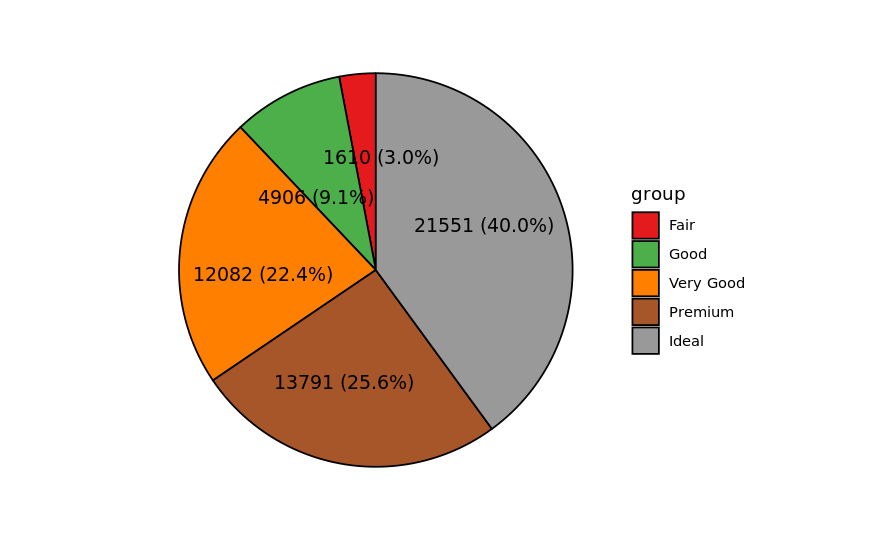 1610 (3.0%)
4906 (9.1%)
21551 (40.0%)
12082 (22.4%)
13791 (25.6%)
group
Fair
Good
Very Good
Premium
Ideal